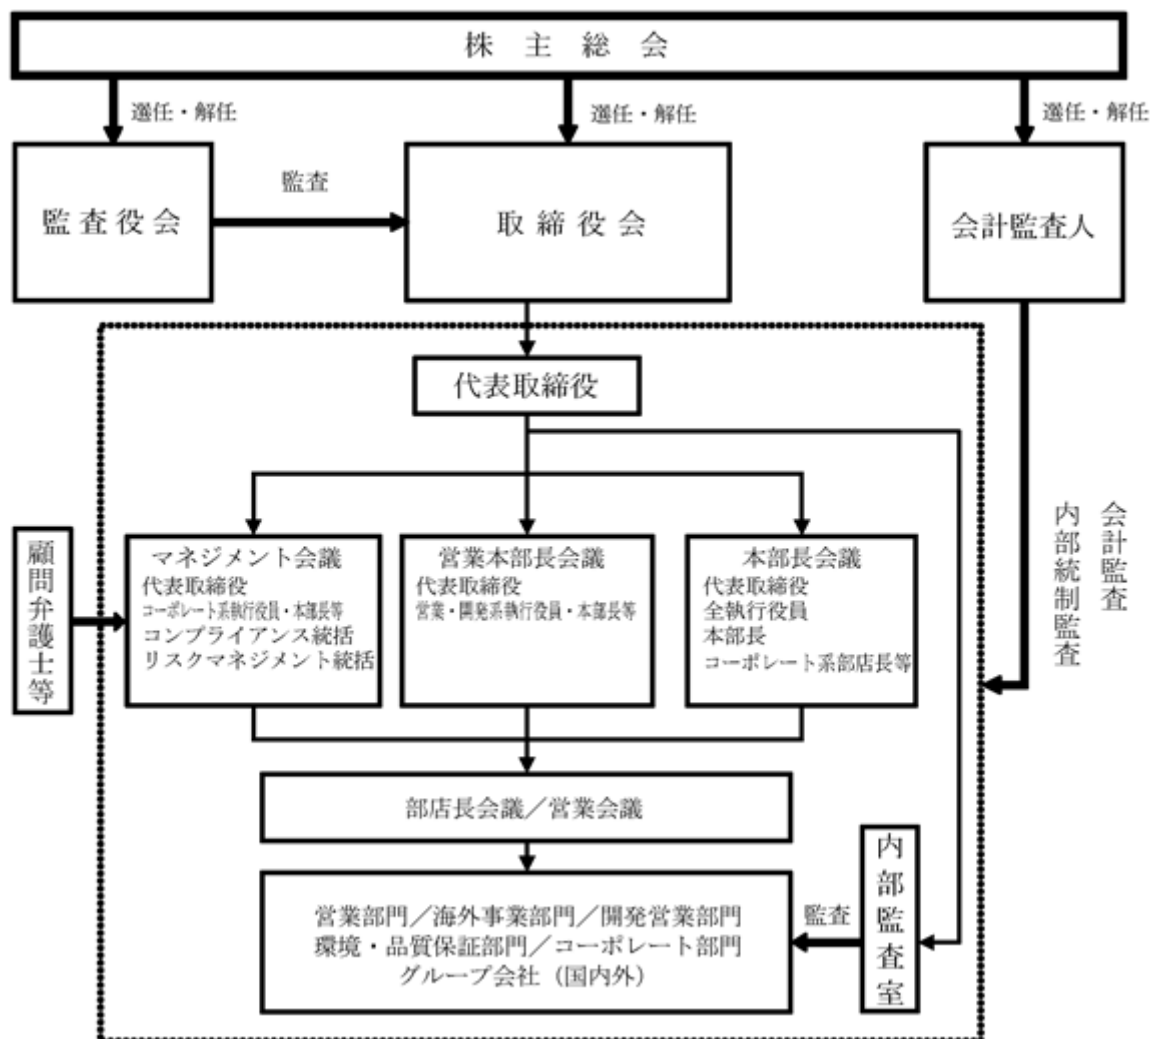 株主総会
選任・解任
選任・解任
選任・解任
監査役会
監査
取締役会
会計監査人
代表取締役
会計監査
内部統制監査
顧問弁護士等
マネジメント会議
代表取締役
コーポレート系執行役員・本部長等
コンプライアンス統括
リスクマネジメント統括
営業本部長会議
代表取締役
営業・開発系執行役員・本部長等
本部長会議
代表取締役
全執行役員
本部長
コーポレート系部店長等
部店長会議／営業会議
営業部門／海外事業部門／開発営業部門
環境・品質保証部門／コーポレート部門
グループ会社（国内外）
監査
内部監査室